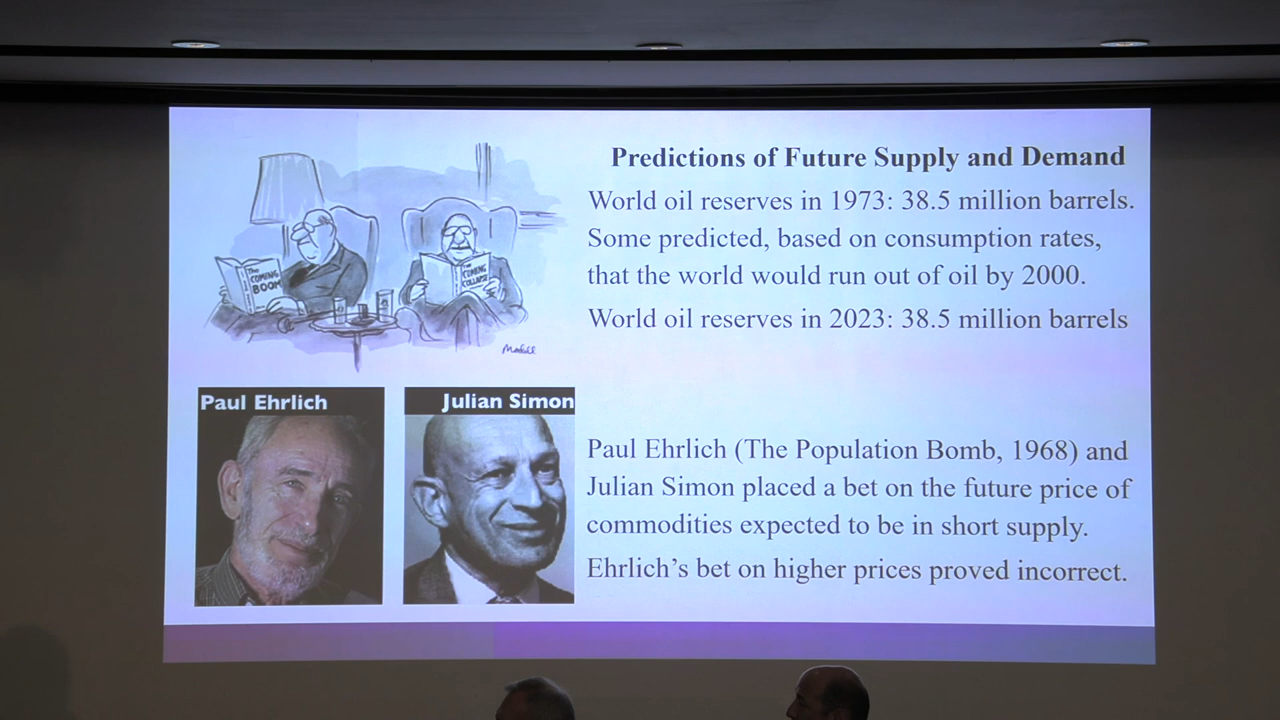 Predictions of Future Supply and Demand
World oil reserves in 1973: 38.5 million barrels.
Some predicted, based on consumption rates,
that the world would run out of oil by 2000.
World oil reserves in 2023: 38.5 million barrels
The
COMING
BOOM
THE
COMING
COLLAPSE
Paul Ehrlich
Julian Simon
Paul Ehrlich (The Population Bomb, 1968) and
Julian Simon placed a bet on the future price of
commodities expected to be in short supply.
Ehrlich’s bet on higher prices proved incorrect.